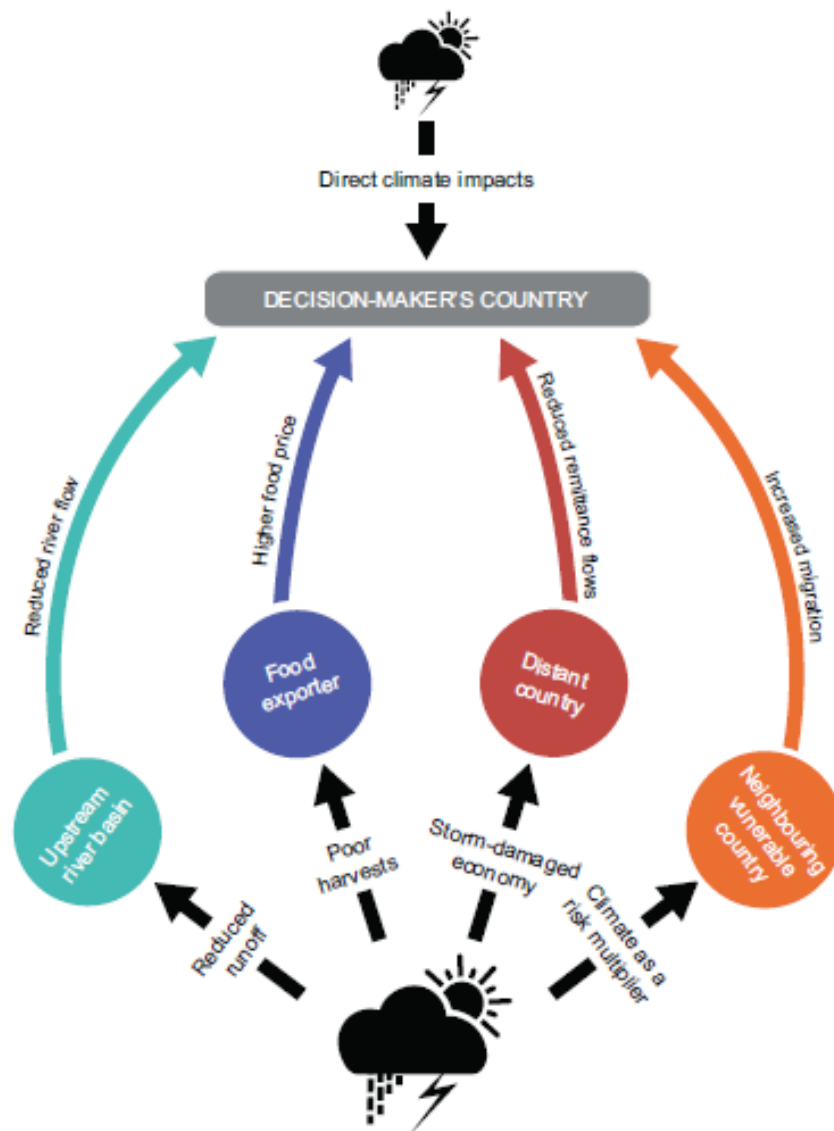 Direct climate impacts
DECISION-MAKER'S COUNTRY
Reduced river flow
Higher food price
Reduced remittance flows
Increased migration
Food
exporter
Distant
country
Upstream
river basin
Neighbouring
vunerable
country
Reduced
runoff
Poor
harvests
Storm-damaged
economy
Climate as a
risk multiplier